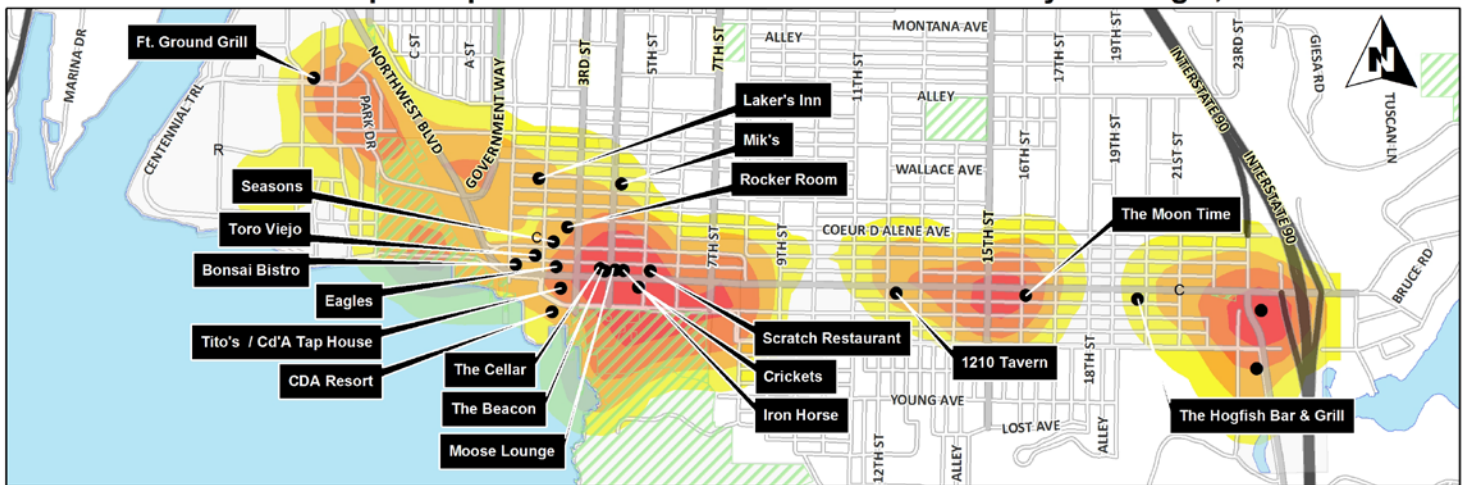 MONTANA AVE
Ft. Ground Grill
MARINA DR
C ST
A ST
3RD ST
5TH ST
7TH ST
ALLEY
17TH ST
19TH ST
23RD ST
GIESA RD
N
NORTHWEST BLVD
GOVERNMENT WAY
INTERSTATE 90
11TH ST
ALLEY
Laker's Inn
TUSCAN LN
CENTENNIAL TRL
PARK DR
R
Mik's
16TH ST
19TH ST
21ST ST
WALLACE AVE
INTERSTATE 90
Seasons
Rocker Room
Toro Viejo
C
The Moon Time
COEUR D ALENE AVE
15TH ST
7TH ST
9TH ST
Bonsai Bistro
BRUCE RD
Eagles
C
Tito's / Cd'A Tap House
Scratch Restaurant
18TH ST
1210 Tavern
The Cellar
CDA Resort
Crickets
The Beacon
YOUNG AVE
Iron Horse
The Hogfish Bar & Grill
LOST AVE
ALLEY
Moose Lounge
12TH ST
ALLEY